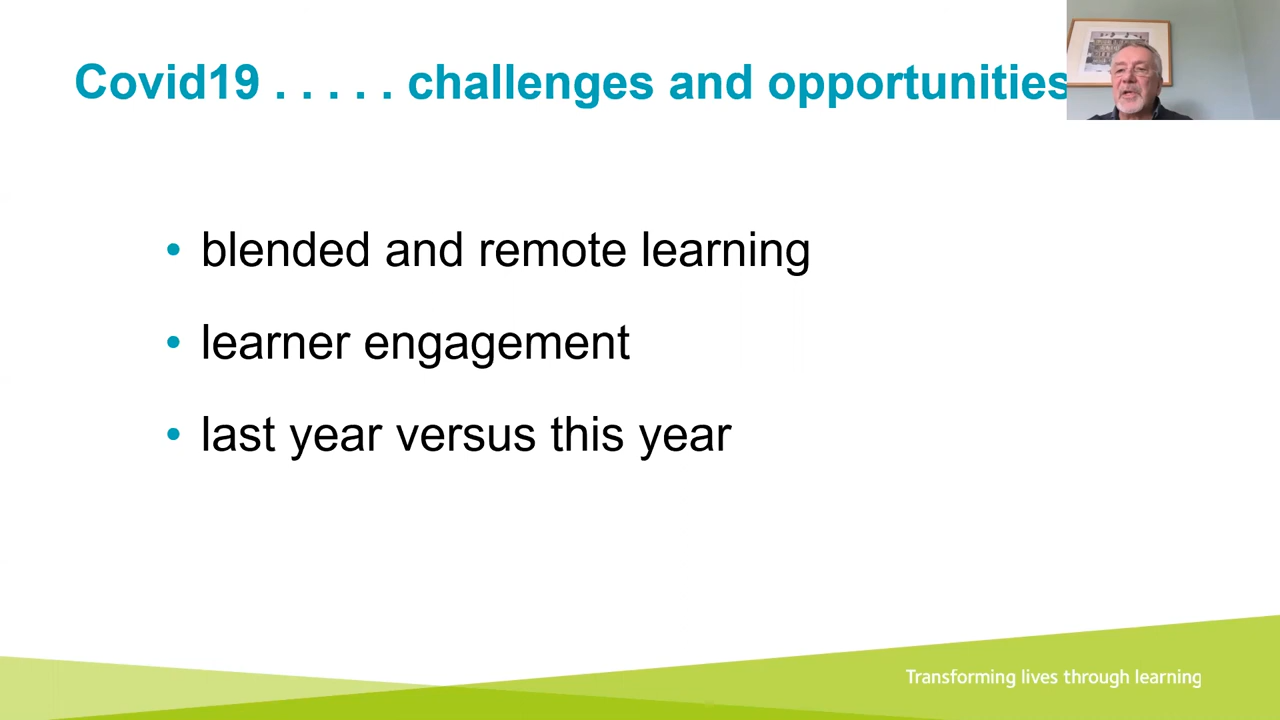 Covid19 . . . . . challenges and opportunities
• blended and remote learning
• learner engagement
• last year versus this year
Transforming lives through learning